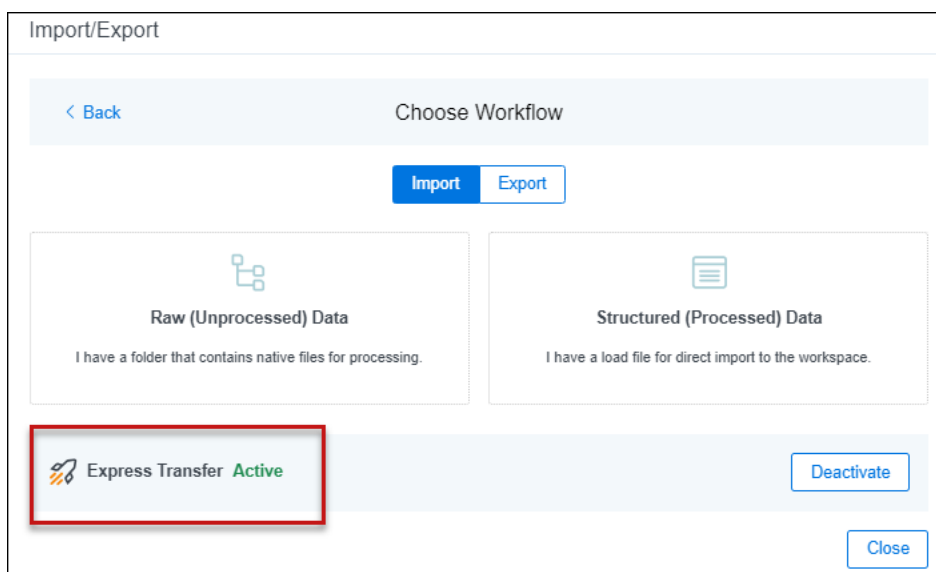 Import/Export
< Back
Choose Workflow
Import
Export
Raw (Unprocessed) Data
I have a folder that contains native files for processing.
Structured (Processed) Data
I have a load file for direct import to the workspace.
Express Transfer Active
Deactivate
Close